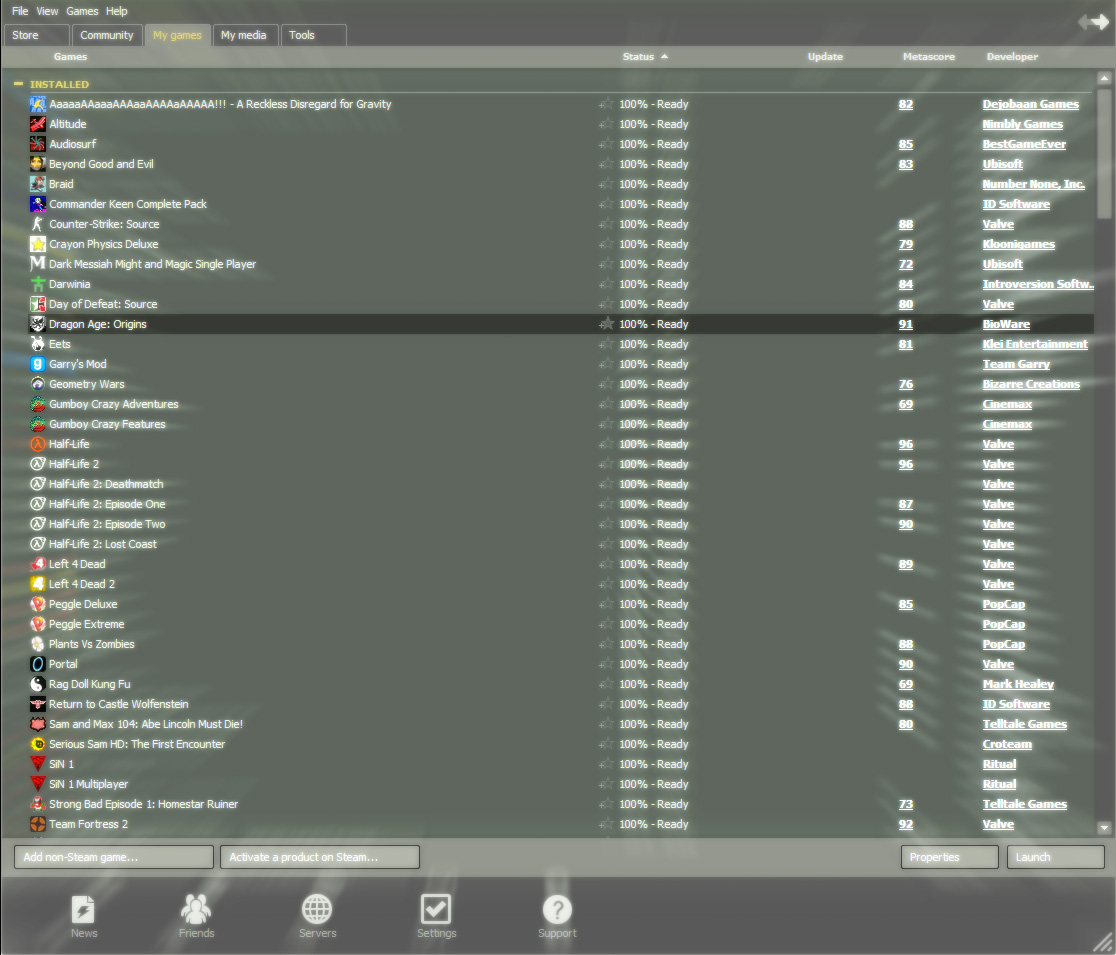 File View Games Help
Store Community My games My media Tools
Games Status Update Metascore Developer
INSTALLED
AaaaaAAaaaAAAaaAAAAaAAAAA!!! - A Reckless Disregard for Gravity 100% - Ready 82 Dejobaan Games
Altitude 100% - Ready Nimbly Games
Audiosurf 100% - Ready 85 BestGameEver
Beyond Good and Evil 100% - Ready 83 Ubisoft
Braid 100% - Ready Number None, Inc.
Commander Keen Complete Pack 100% - Ready ID Software
Counter-Strike: Source 100% - Ready 88 Valve
Crayon Physics Deluxe 100% - Ready 79 Kloonigames
Dark Messiah Might and Magic Single Player 100% - Ready 72 Ubisoft
Darwinia 100% - Ready 84 Introversion Softw..
Day of Defeat: Source 100% - Ready 80 Valve
Dragon Age: Origins 100% - Ready 91 BioWare
Eets 100% - Ready 81 Klei Entertainment
Garry's Mod 100% - Ready Team Garry
Geometry Wars 100% - Ready 76 Bizarre Creations
Gumboy Crazy Adventures 100% - Ready 69 Cinemax
Gumboy Crazy Features 100% - Ready Cinemax
Half-Life 100% - Ready 96 Valve
Half-Life 2 100% - Ready 96 Valve
Half-Life 2: Deathmatch 100% - Ready Valve
Half-Life 2: Episode One 100% - Ready 87 Valve
Half-Life 2: Episode Two 100% - Ready 90 Valve
Half-Life 2: Lost Coast 100% - Ready Valve
Left 4 Dead 100% - Ready 89 Valve
Left 4 Dead 2 100% - Ready Valve
Peggle Deluxe 100% - Ready 85 PopCap
Peggle Extreme 100% - Ready PopCap
Plants Vs Zombies 100% - Ready 88 PopCap
Portal 100% - Ready 90 Valve
Rag Doll Kung Fu 100% - Ready 69 Mark Healey
Return to Castle Wolfenstein 100% - Ready 88 ID Software
Sam and Max 104: Abe Lincoln Must Die! 100% - Ready 80 Telltale Games
Serious Sam HD: The First Encounter 100% - Ready Croteam
SiN 1 100% - Ready Ritual
SiN 1 Multiplayer 100% - Ready Ritual
Strong Bad Episode 1: Homestar Ruiner 100% - Ready 73 Telltale Games
Team Fortress 2 100% - Ready 92 Valve
Add non-Steam game... Activate a product on Steam... Properties Launch
News Friends Servers Settings Support